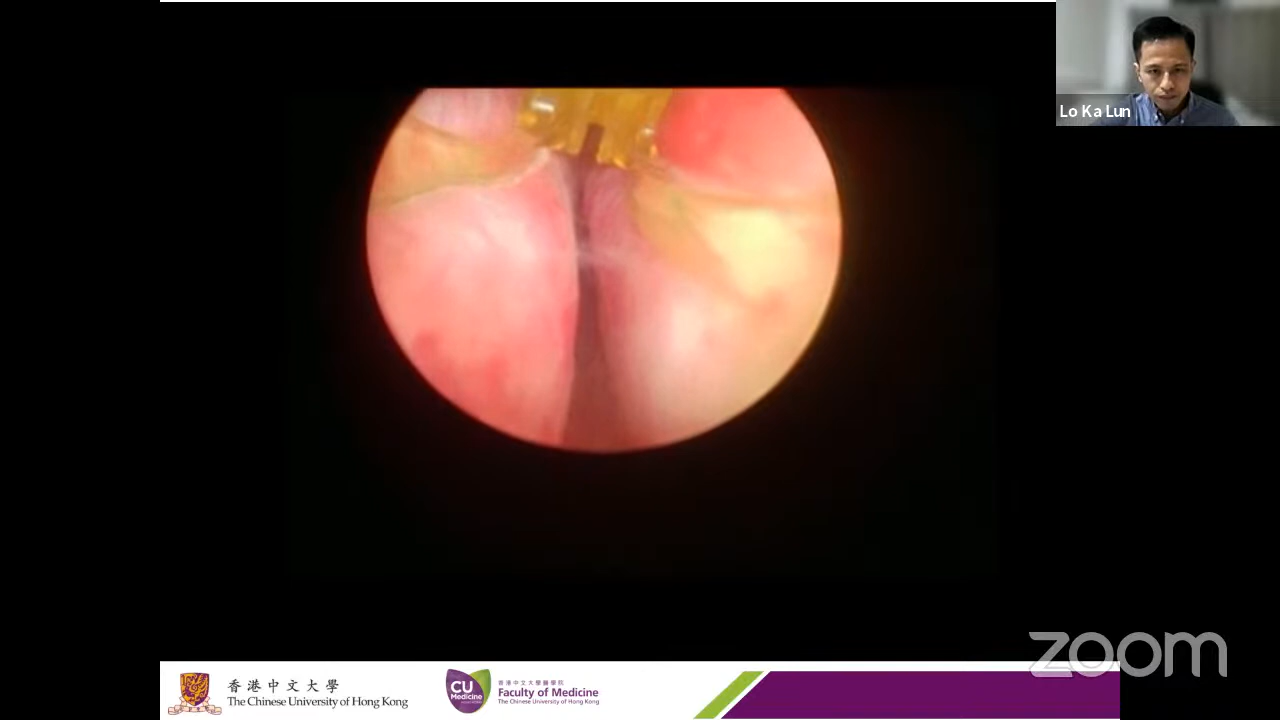 Lo Ka Lun
zoom
香港中文大學
The Chinese University of Hong Kong
CU
Medicine
香港中文大學醫學院
Faculty of Medicine
The Chinese University of Hong Kong